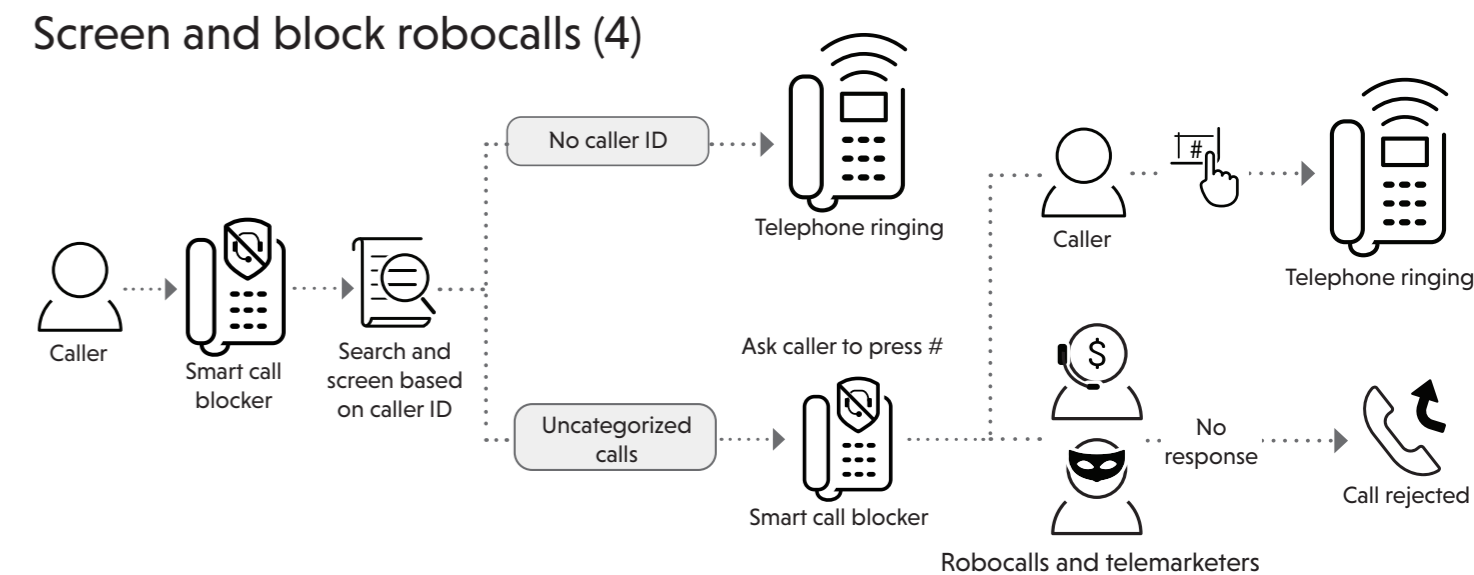 Screen and block robocalls (4)
No caller ID
Telephone ringing
Caller
#
Telephone ringing
Caller
Smart call
blocker
Search and
screen based
on caller ID
Ask caller to press #
Uncategorized
calls
Smart call blocker
$
No
response
Call rejected
Robocalls and telemarketers